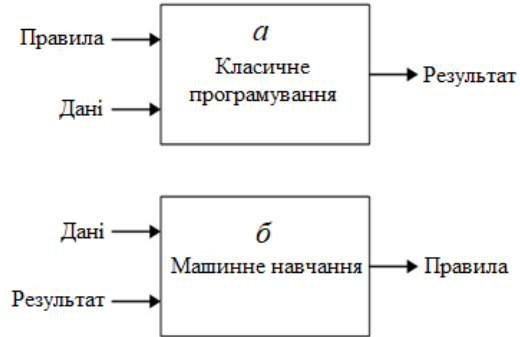 Правила
Дані
а
Класичне
програмування
Результат
Дані
Результат
б
Машинне навчання
Правила